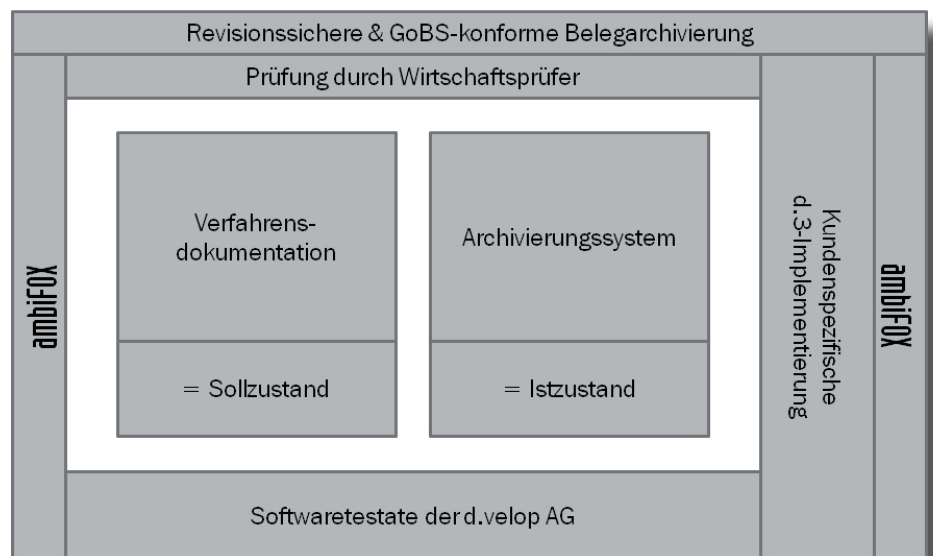 Revisionssichere & GoBS-konforme Belegarchivierung
Prüfung durch Wirtschaftsprüfer
ambiFOX
Verfahrens-
dokumentation
= Sollzustand
Archivierungssystem
= Istzustand
Kundenspezifische
d.3-Implementierung
ambiFOX
Softwaretestate der d.velop AG